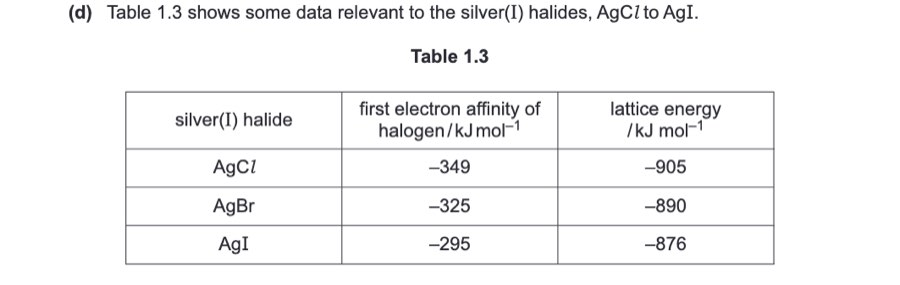 (d) Table 1.3 shows some data relevant to the silver(I) halides, AgCl to AgI.
Table 1.3
silver(I) halide
first electron affinity of
halogen/kJ mol⁻¹
lattice energy
/kJ mol⁻¹
AgCl
–349
–905
AgBr
–325
–890
AgI
–295
–876